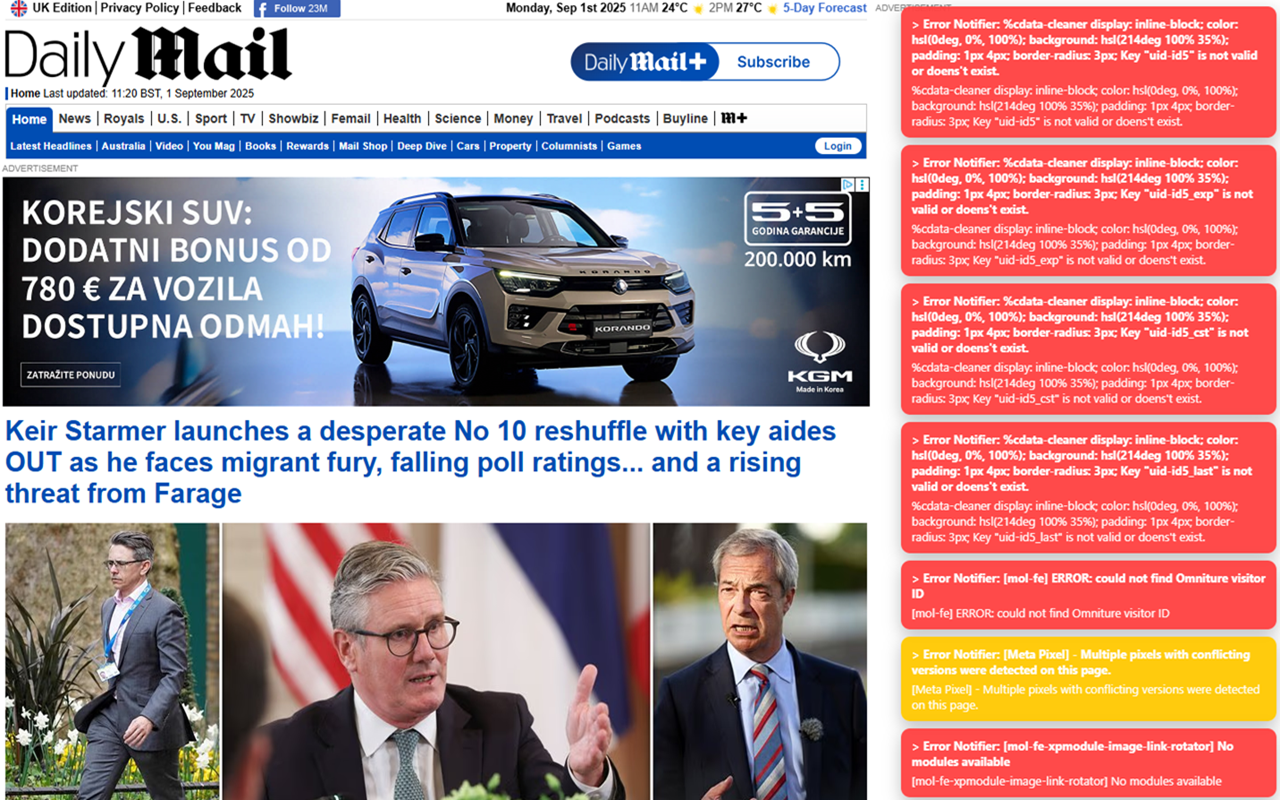 UK Edition | Privacy Policy | Feedback
f Follow 23M
Monday, Sep 1st 2025 11AM 24°C 2PM 27°C 5-Day Forecast
ADVERTISEMENT
Daily Mail
Daily Mail+ Subscribe
Home Last updated: 11:20 BST, 1 September 2025
Home News | Royals | U.S. | Sport | TV | Showbiz | Femail | Health | Science | Money | Travel | Podcasts | Buyline | M+
Latest Headlines | Australia | Video | You Mag | Books | Rewards | Mail Shop | Deep Dive | Cars | Property | Columnists | Games
Login
ADVERTISEMENT
KOREJSKI SUV:
DODATNI BONUS OD
780 € ZA VOZILA
DOSTUPNA ODMAH!
ZATRAŽITE PONUDU
KORANDO
KORANDO
5+5
GODINA GARANCIJE
200.000 km
KGM
Made in Korea
Keir Starmer launches a desperate No 10 reshuffle with key aides
OUT as he faces migrant fury, falling poll ratings... and a rising
threat from Farage
> Error Notifier: %cdata-cleaner display: inline-block; color:
hsl(0deg, 0%, 100%); background: hsl(214deg 100% 35%);
padding: 1px 4px; border-radius: 3px; Key "uid-id5" is not valid
or doens't exist.
%cdata-cleaner display: inline-block; color: hsl(0deg, 0%, 100%);
background: hsl(214deg 100% 35%); padding: 1px 4px; border-
radius: 3px; Key "uid-id5" is not valid or doens't exist.
> Error Notifier: %cdata-cleaner display: inline-block; color:
hsl(0deg, 0%, 100%); background: hsl(214deg 100% 35%);
padding: 1px 4px; border-radius: 3px; Key "uid-id5_exp" is not
valid or doens't exist.
%cdata-cleaner display: inline-block; color: hsl(0deg, 0%, 100%);
background: hsl(214deg 100% 35%); padding: 1px 4px; border-
radius: 3px; Key "uid-id5_exp" is not valid or doens't exist.
> Error Notifier: %cdata-cleaner display: inline-block; color:
hsl(0deg, 0%, 100%); background: hsl(214deg 100% 35%);
padding: 1px 4px; border-radius: 3px; Key "uid-id5_cst" is not
valid or doens't exist.
%cdata-cleaner display: inline-block; color: hsl(0deg, 0%, 100%);
background: hsl(214deg 100% 35%); padding: 1px 4px; border-
radius: 3px; Key "uid-id5_cst" is not valid or doens't exist.
> Error Notifier: %cdata-cleaner display: inline-block; color:
hsl(0deg, 0%, 100%); background: hsl(214deg 100% 35%);
padding: 1px 4px; border-radius: 3px; Key "uid-id5_last" is not
valid or doens't exist.
%cdata-cleaner display: inline-block; color: hsl(0deg, 0%, 100%);
background: hsl(214deg 100% 35%); padding: 1px 4px; border-
radius: 3px; Key "uid-id5_last" is not valid or doens't exist.
> Error Notifier: [mol-fe] ERROR: could not find Omniture visitor
ID
[mol-fe] ERROR: could not find Omniture visitor ID
> Error Notifier: [Meta Pixel] - Multiple pixels with conflicting
versions were detected on this page.
[Meta Pixel] - Multiple pixels with conflicting versions were detected
on this page.
> Error Notifier: [mol-fe-xpmodule-image-link-rotator] No
modules available
[mol-fe-xpmodule-image-link-rotator] No modules available